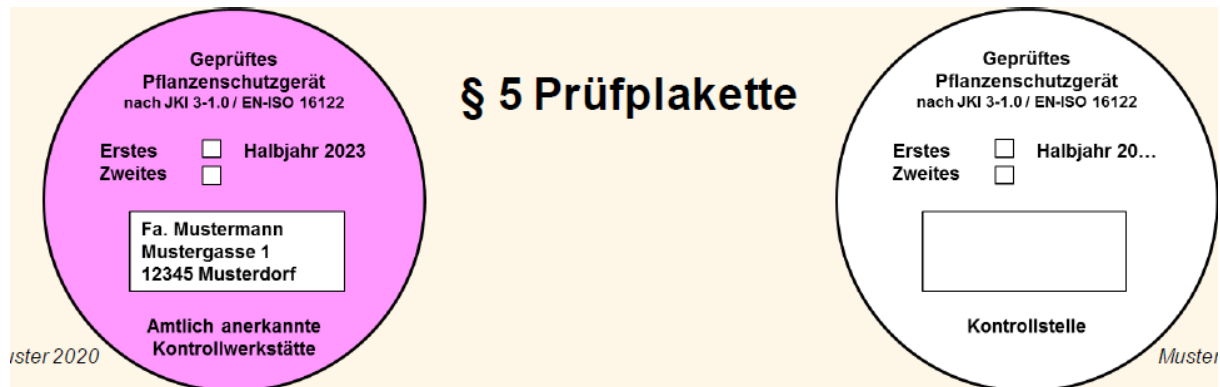 Geprüftes
Pflanzenschutzgerät
nach JKI 3-1.0 / EN-ISO 16122
Erstes Halbjahr 2023
Zweites
Fa. Mustermann
Mustergasse 1
12345 Musterdorf
Amtlich anerkannte
Kontrollwerkstätte
2020
§ 5 Prüfplakette
Geprüftes
Pflanzenschutzgerät
nach JKI 3-1.0 / EN-ISO 16122
Erstes Halbjahr 20...
Zweites
Kontrollstelle
Muster